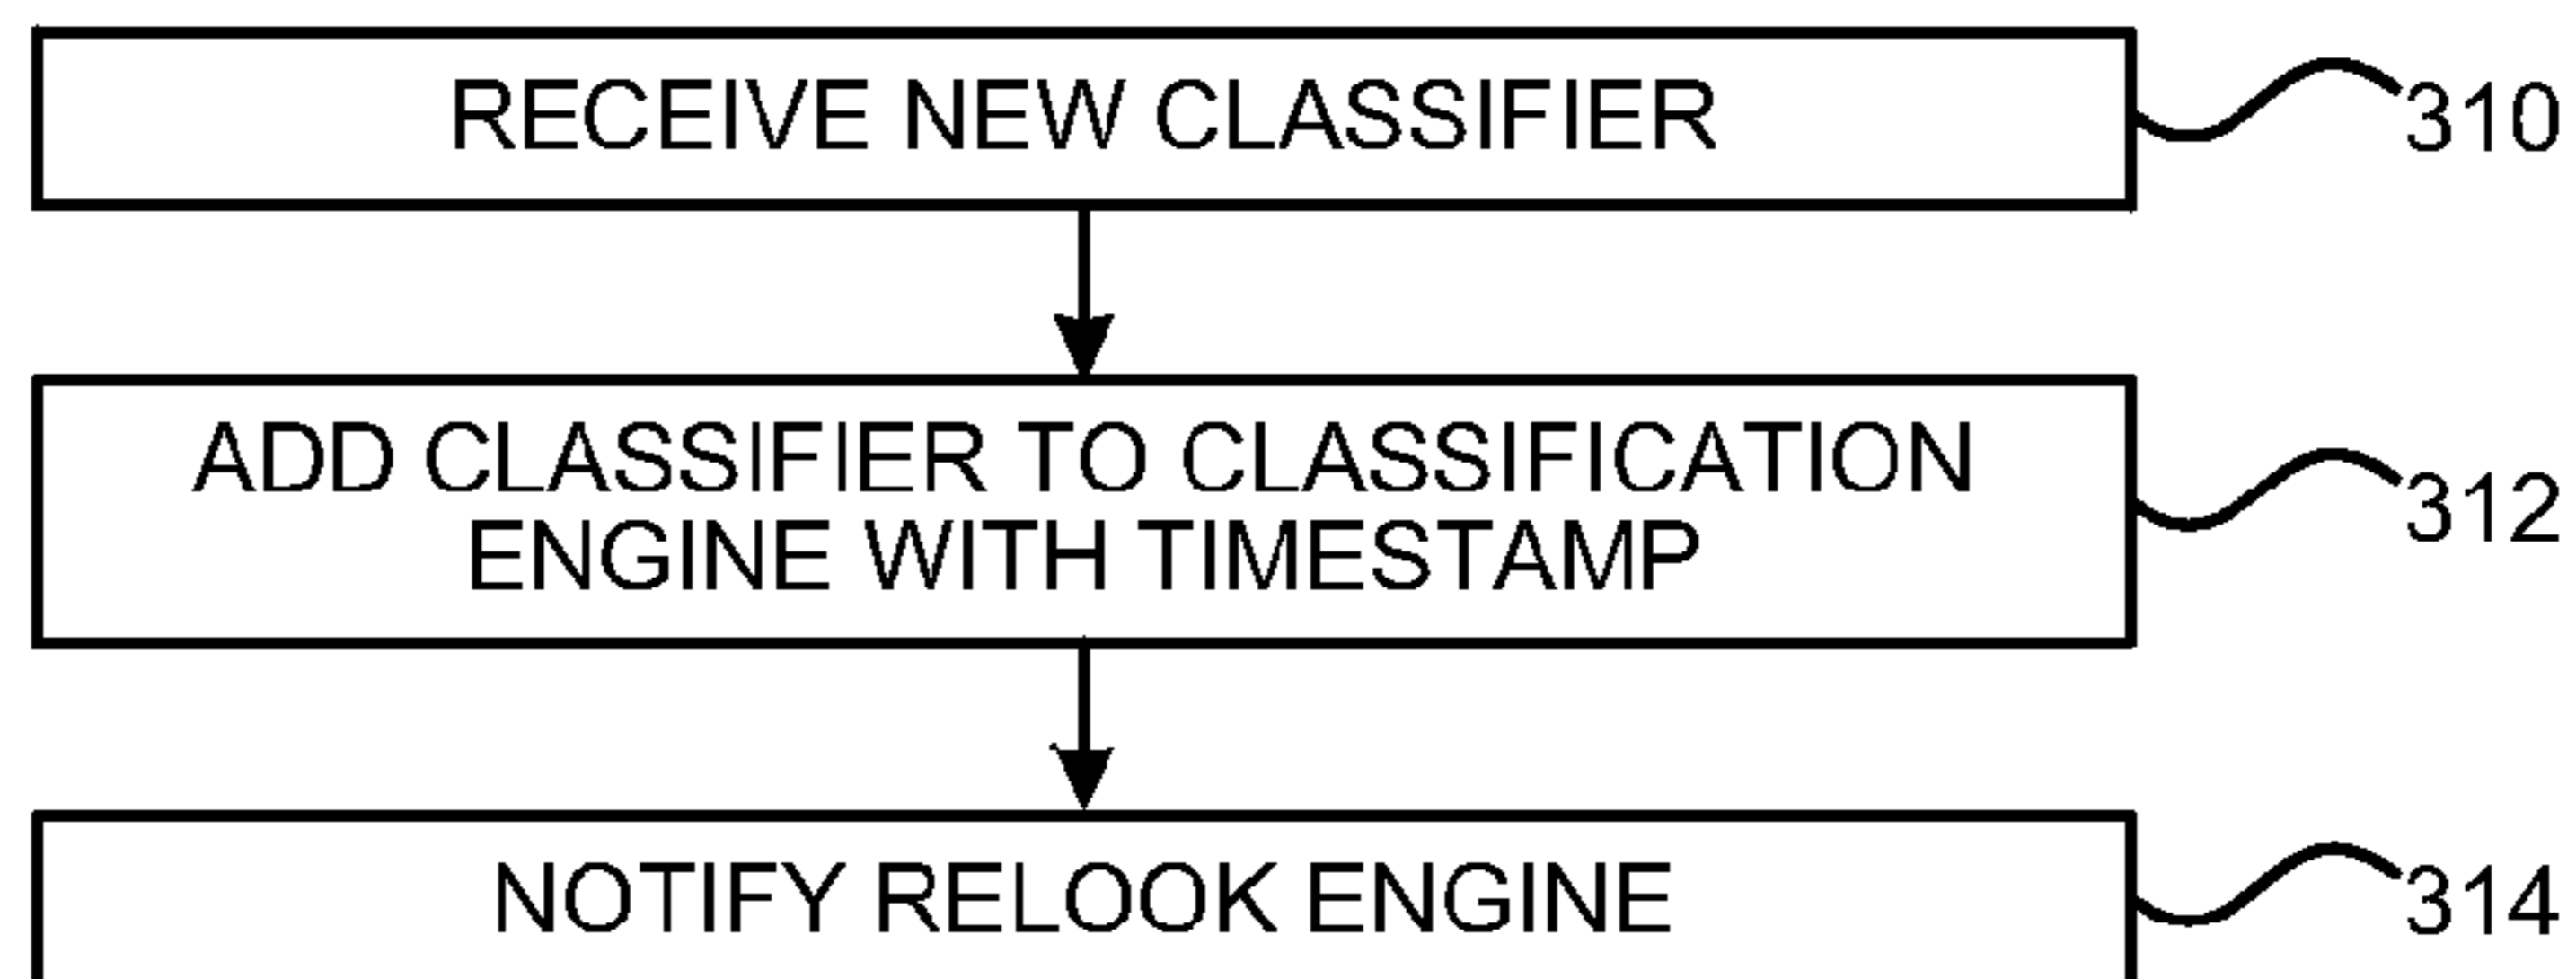 RECEIVE NEW CLASSIFIER
310
ADD CLASSIFIER TO CLASSIFICATION
ENGINE WITH TIMESTAMP
312
NOTIFY RELOOK ENGINE
314